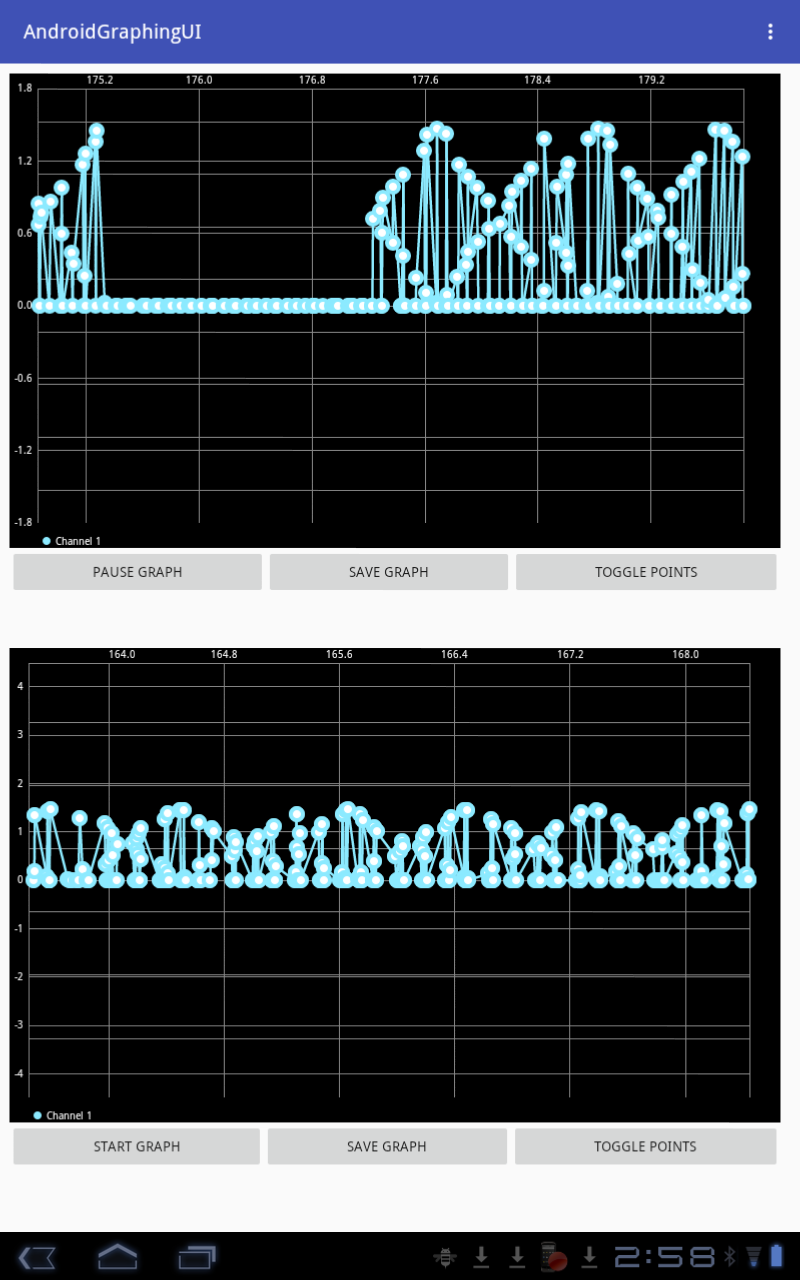 AndroidGraphingUI
175.2 176.0 176.8 177.6 178.4 179.2
1.8
1.2
0.6
0.0
-0.6
-1.2
-1.8
Channel 1
PAUSE GRAPH SAVE GRAPH TOGGLE POINTS
164.0 164.8 165.6 166.4 167.2 168.0
4
3
2
1
0
-1
-2
-3
-4
Channel 1
START GRAPH SAVE GRAPH TOGGLE POINTS
2:58